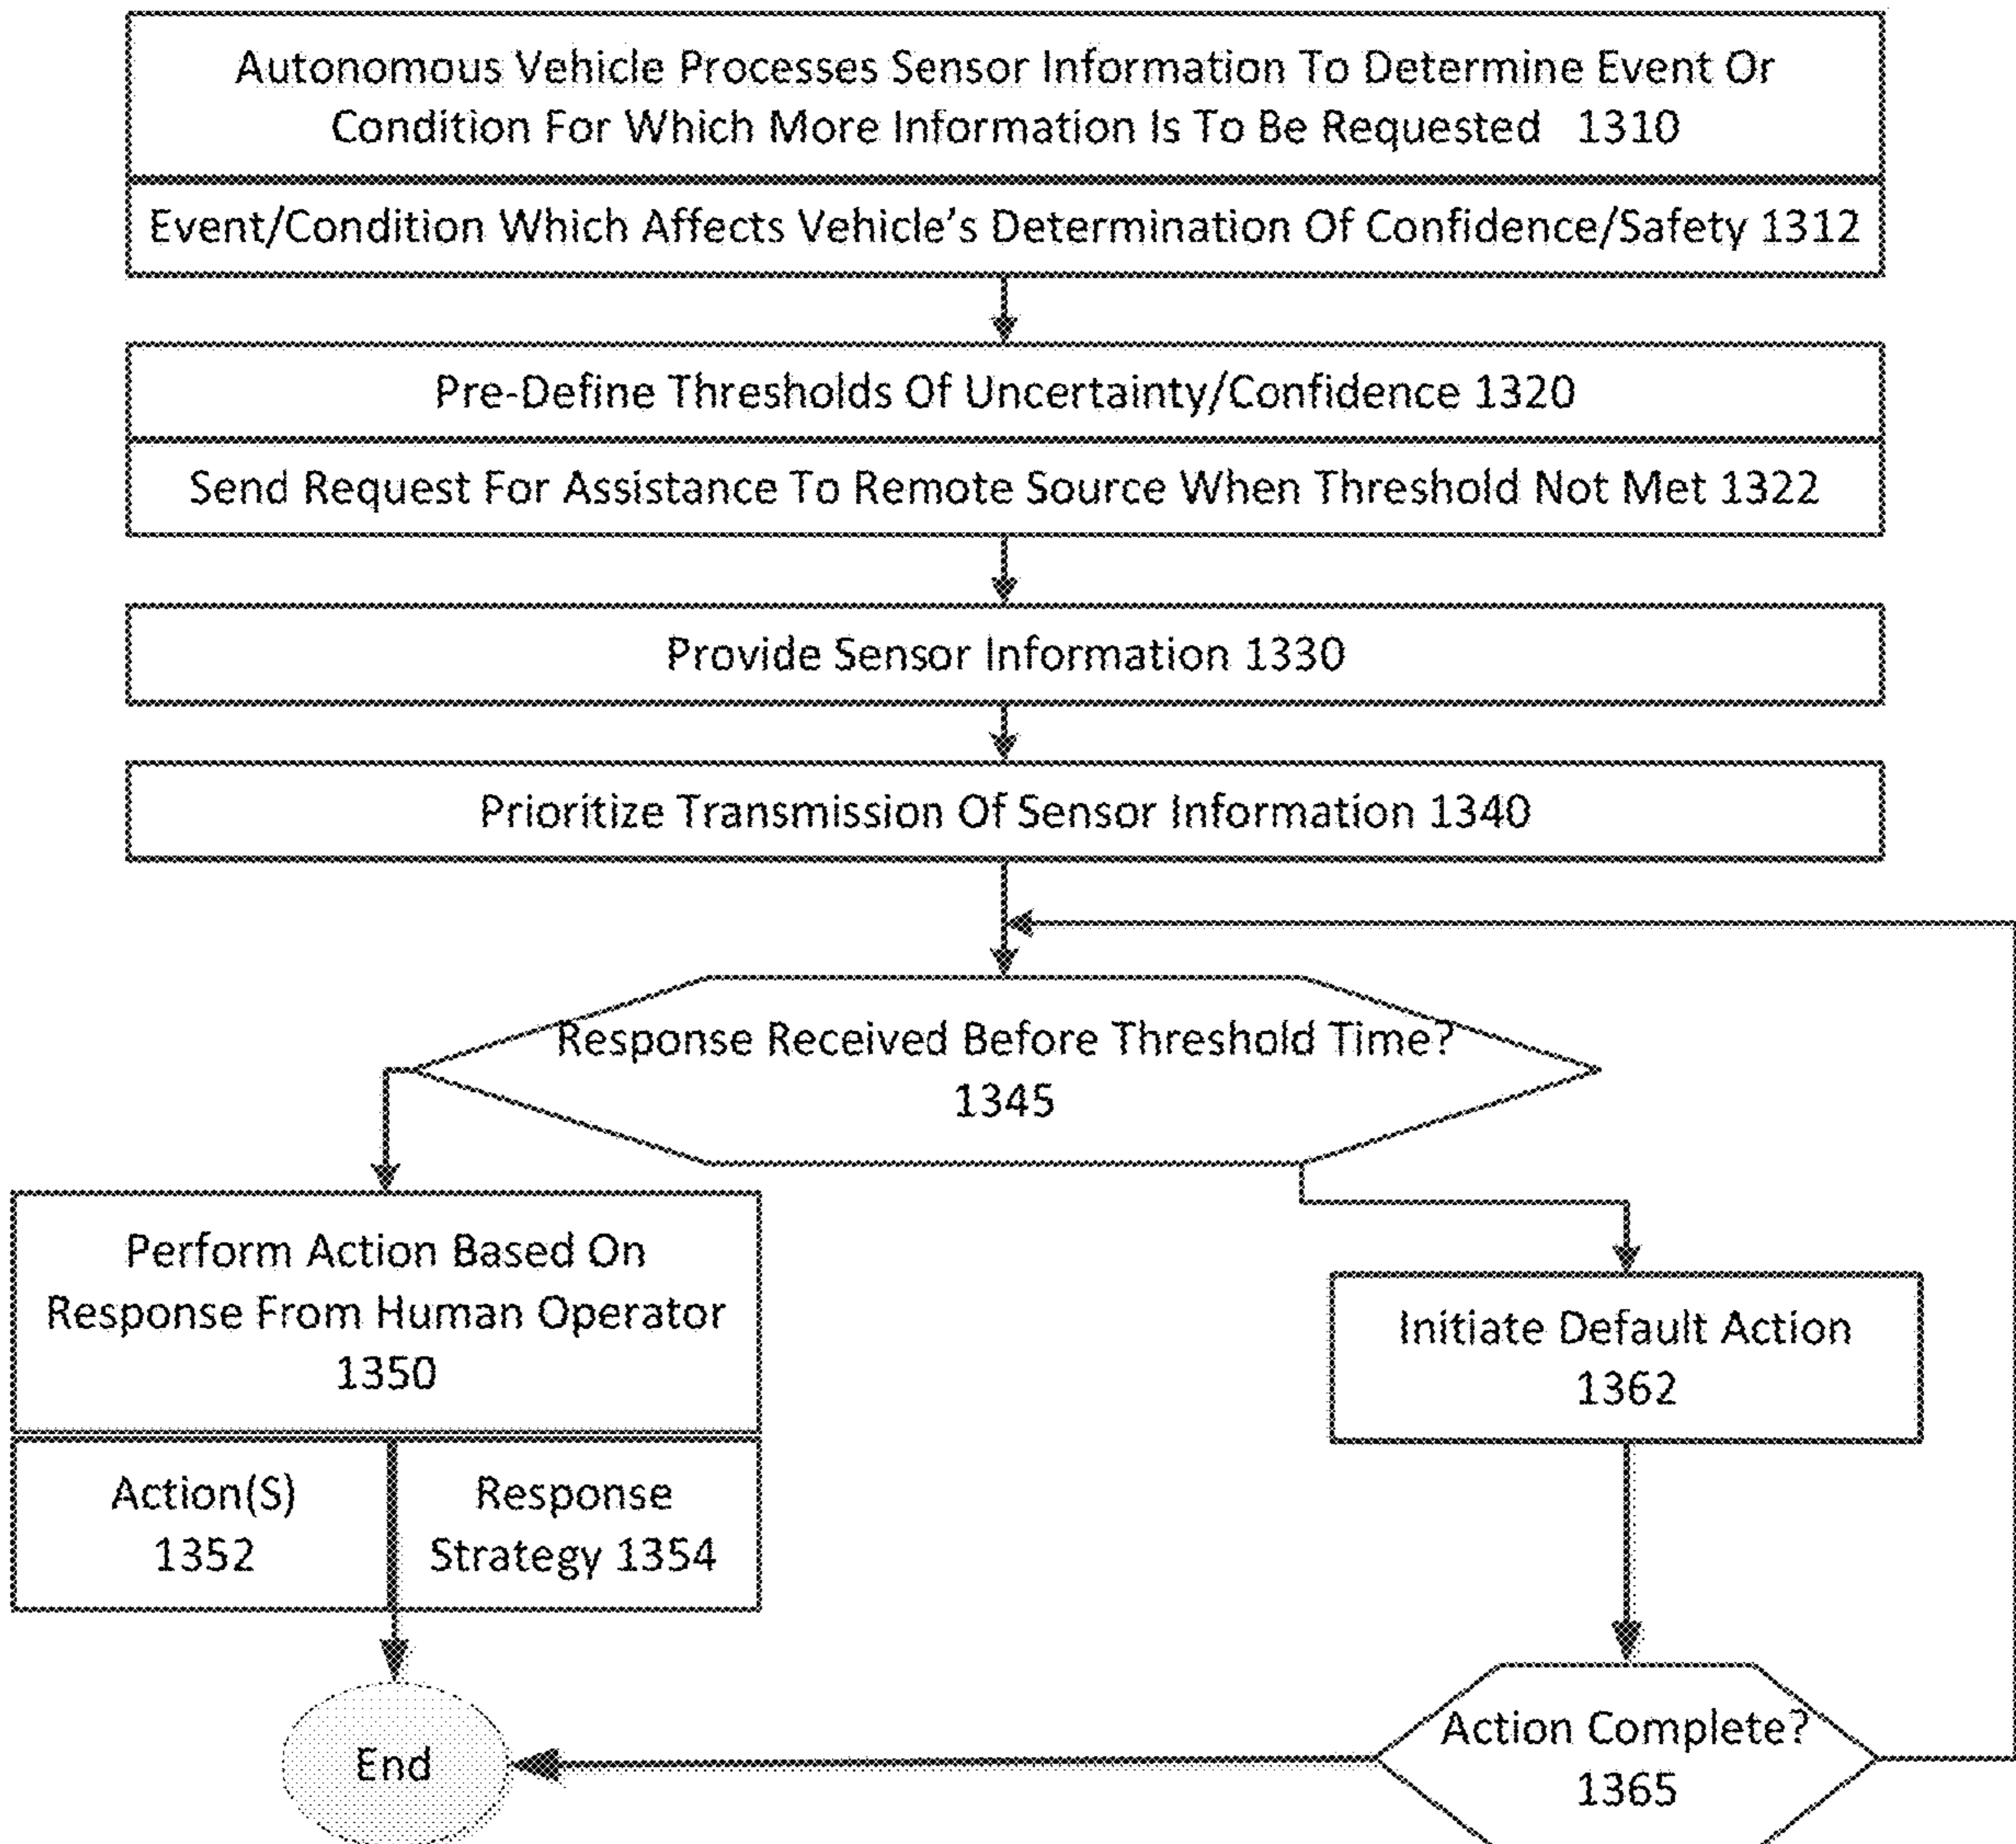 Autonomous Vehicle Processes Sensor Information To Determine Event Or
Condition For Which More Information Is To Be Requested 1310
Event/Condition Which Affects Vehicle's Determination Of Confidence/Safety 1312
Pre-Define Thresholds Of Uncertainty/Confidence 1320
Send Request For Assistance To Remote Source When Threshold Not Met 1322
Provide Sensor Information 1330
Prioritize Transmission Of Sensor Information 1340
Response Received Before Threshold Time?
1345
Perform Action Based On
Response From Human Operator
1350
Action(S)
1352
Response
Strategy 1354
Initiate Default Action
1362
Action Complete?
1365
End